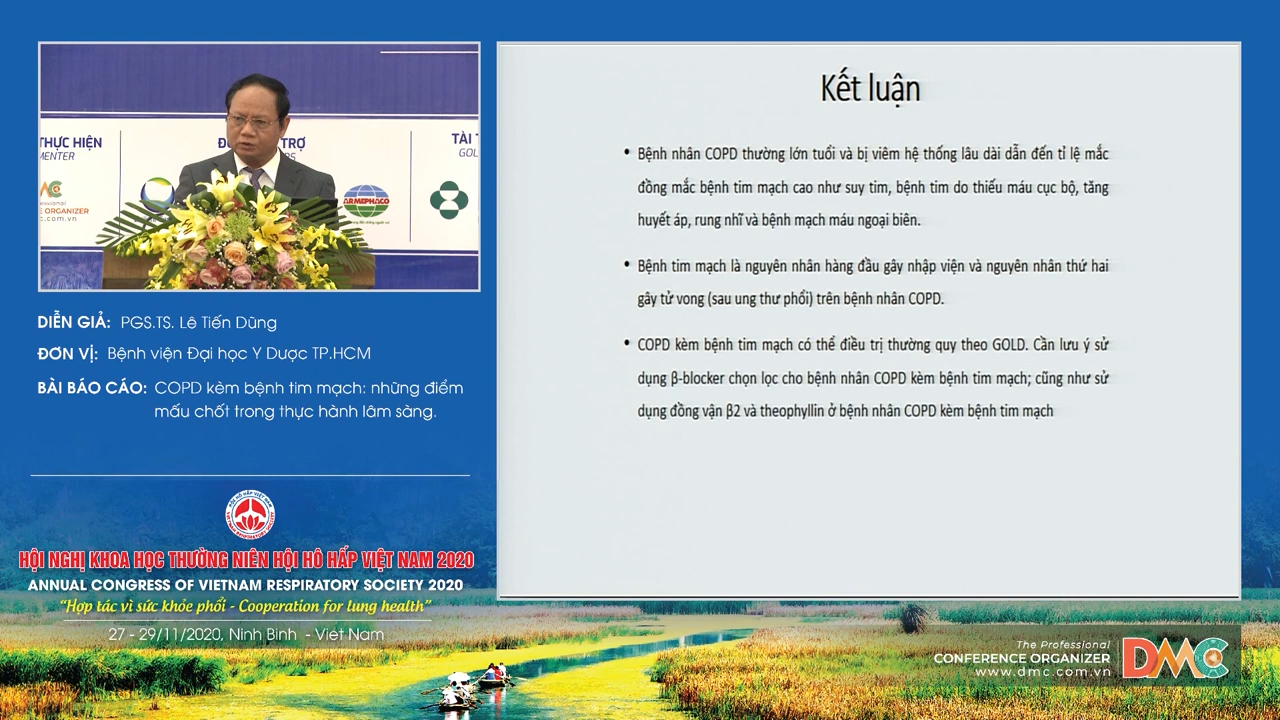 THỰC HIỆN
MENTER
TRỢ
TÀI T
GOL
E ORGANIZER
.com.vn
ARMEPHACO
DIỄN GIẢ: PGS.TS. Lê Tiến Dũng
ĐƠN VỊ: Bệnh viện Đại học Y Dược TP.HCM
BÀI BÁO CÁO: COPD kèm bệnh tim mạch: những điểm
mấu chốt trong thực hành lâm sàng.
HỘI NGHỊ KHOA HỌC THƯỜNG NIÊN HỘI HÔ HẤP VIỆT NAM 2020
ANNUAL CONGRESS OF VIETNAM RESPIRATORY SOCIETY 2020
“Hợp tác vì sức khỏe phổi - Cooperation for lung health”
27 - 29/11/2020, Ninh Bình - Việt Nam
Kết luận
• Bệnh nhân COPD thường lớn tuổi và bị viêm hệ thống lâu dài dẫn đến tỉ lệ mắc
đồng mắc bệnh tim mạch cao như suy tim, bệnh tim do thiếu máu cục bộ, tăng
huyết áp, rung nhĩ và bệnh mạch máu ngoại biên.
• Bệnh tim mạch là nguyên nhân hàng đầu gây nhập viện và nguyên nhân thứ hai
gây tử vong (sau ung thư phổi) trên bệnh nhân COPD.
• COPD kèm bệnh tim mạch có thể điều trị thường quy theo GOLD. Cần lưu ý sử
dụng β-blocker chọn lọc cho bệnh nhân COPD kèm bệnh tim mạch; cũng như sử
dụng đồng vận β2 và theophyllin ở bệnh nhân COPD kèm bệnh tim mạch
The Professional
CONFERENCE ORGANIZER
www.dmc.com.vn
DMC